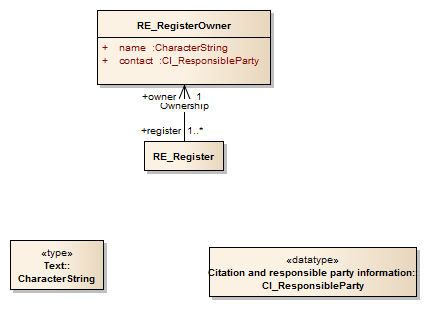 RE_RegisterOwner
+ name :CharacterString
+ contact :CI_ResponsibleParty
+owner 1
Ownership
+register 1..*
RE_Register
«type»
Text::
CharacterString
«datatype»
Citation and responsible party information::
CI_ResponsibleParty